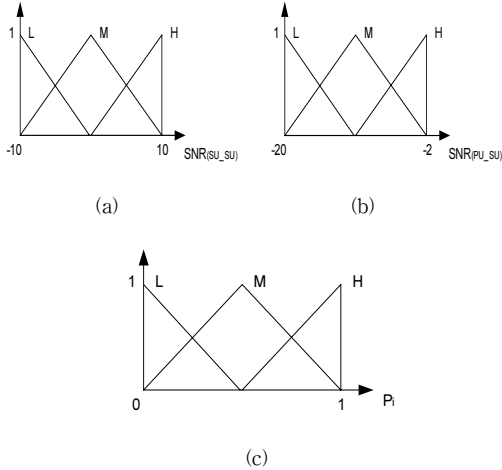 1 L M H
-10 10 SNR(SU_SU)
(a)
1 L M H
-20 -2 SNR(PU_SU)
(b)
1 L M H
0 1 Pi
(c)